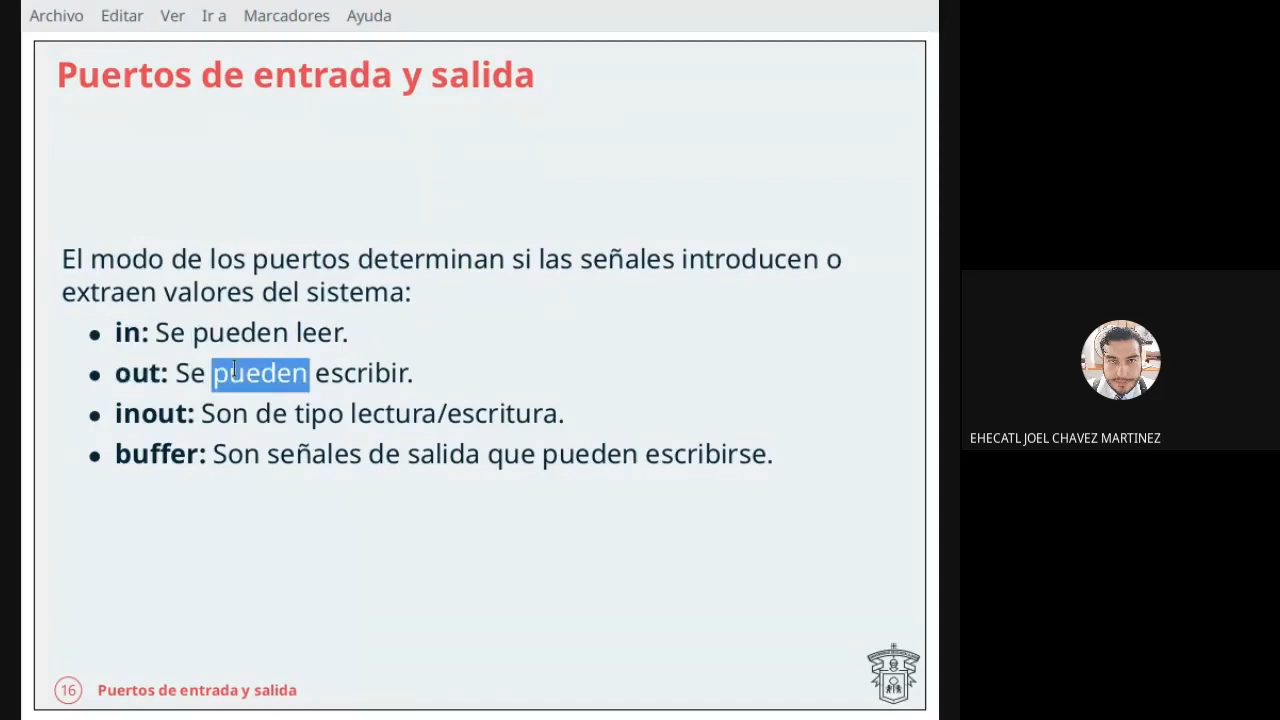 Archivo Editar Ver Ir a Marcadores Ayuda
Puertos de entrada y salida
El modo de los puertos determinan si las señales introducen o
extraen valores del sistema:
• in: Se pueden leer.
• out: Se pueden escribir.
• inout: Son de tipo lectura/escritura.
• buffer: Son señales de salida que pueden escribirse.
16 Puertos de entrada y salida
EHECATL JOEL CHAVEZ MARTINEZ